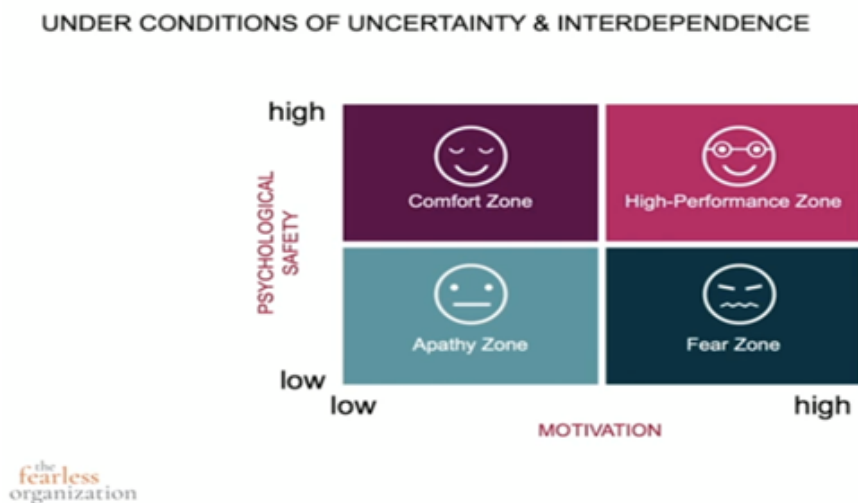 UNDER CONDITIONS OF UNCERTAINTY & INTERDEPENDENCE
high
Comfort Zone
High-Performance Zone
PSYCHOLOGICAL
SAFETY
Apathy Zone
Fear Zone
low
low
high
MOTIVATION
the
fearless
organization